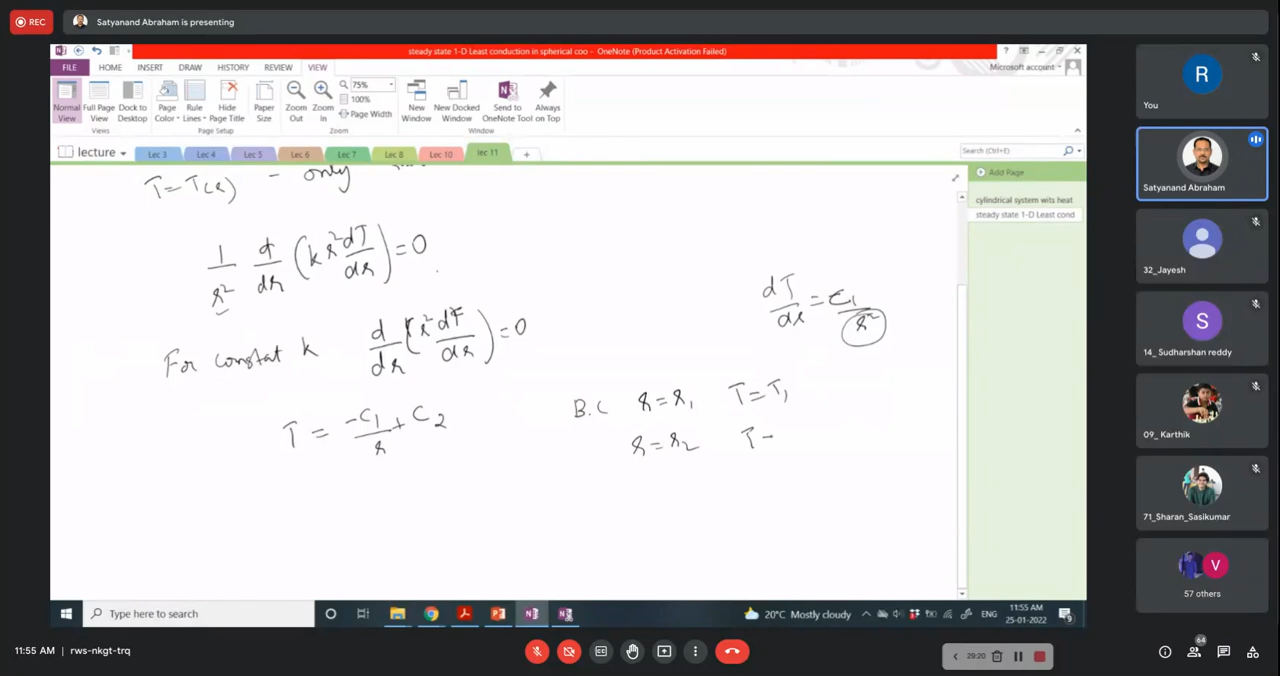 REC
Satyanand Abraham is presenting
steady state 1-D Least conduction in spherical coo - OneNote (Product Activation Failed)
FILE HOME INSERT DRAW HISTORY REVIEW VIEW
Microsoft account
Normal View
Full Page View
Dock to Desktop
Page Color
Rule Lines
Hide Page Title
Paper Size
Zoom Out
Zoom In
75%
100%
Page Width
New Window
New Docked Window
Send to OneNote Tool
Always on Top
Views
Page Setup
Zoom
Window
lecture
Lec 3 Lec 4 Lec 5 Lec 6 Lec 7 Lec 8 Lec 10 lec 11
Search (Ctrl+E)
Add Page
cylindrical system wits heat
steady state 1-D Least cond
T=T(r) - only
1/r² d/dr (k r² dT/dr) = 0
dT/dr = C₁/r²
For constat k d/dr (r² dT/dr) = 0
B.C r=r₁ T=T₁
T = -C₁/r + C₂
r=r₂ T-
Type here to search
20°C Mostly cloudy
ENG
11:55 AM
25-01-2022
9
R
You
Satyanand Abraham
32_Jayesh
S
14_ Sudharshan reddy
09_ Karthik
71_Sharan_Sasikumar
V
57 others
11:55 AM | rws-nkgt-trq
29:20
64